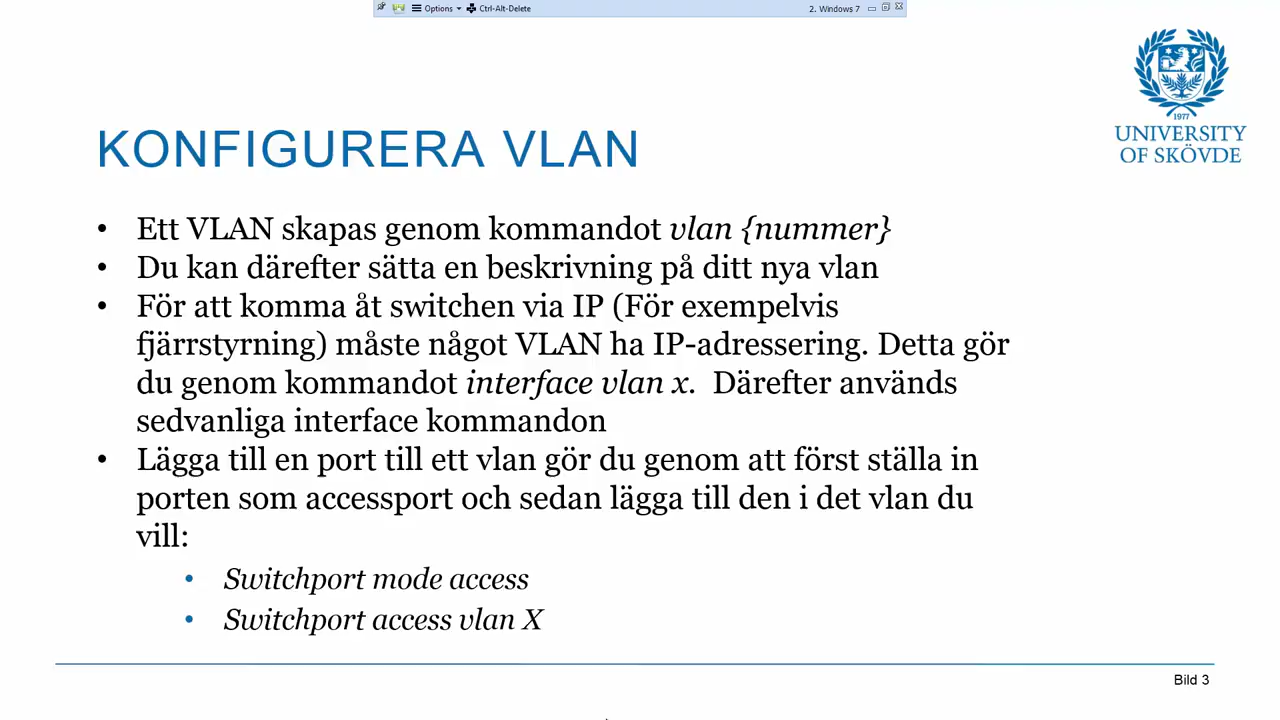 Options Ctrl-Alt-Delete 2. Windows 7
1977
UNIVERSITY
OF SKÖVDE
KONFIGURERA VLAN
• Ett VLAN skapas genom kommandot vlan {nummer}
• Du kan därefter sätta en beskrivning på ditt nya vlan
• För att komma åt switchen via IP (För exempelvis
fjärrstyrning) måste något VLAN ha IP-adressering. Detta gör
du genom kommandot interface vlan x. Därefter används
sedvanliga interface kommandon
• Lägga till en port till ett vlan gör du genom att först ställa in
porten som accessport och sedan lägga till den i det vlan du
vill:
• Switchport mode access
• Switchport access vlan X
Bild 3